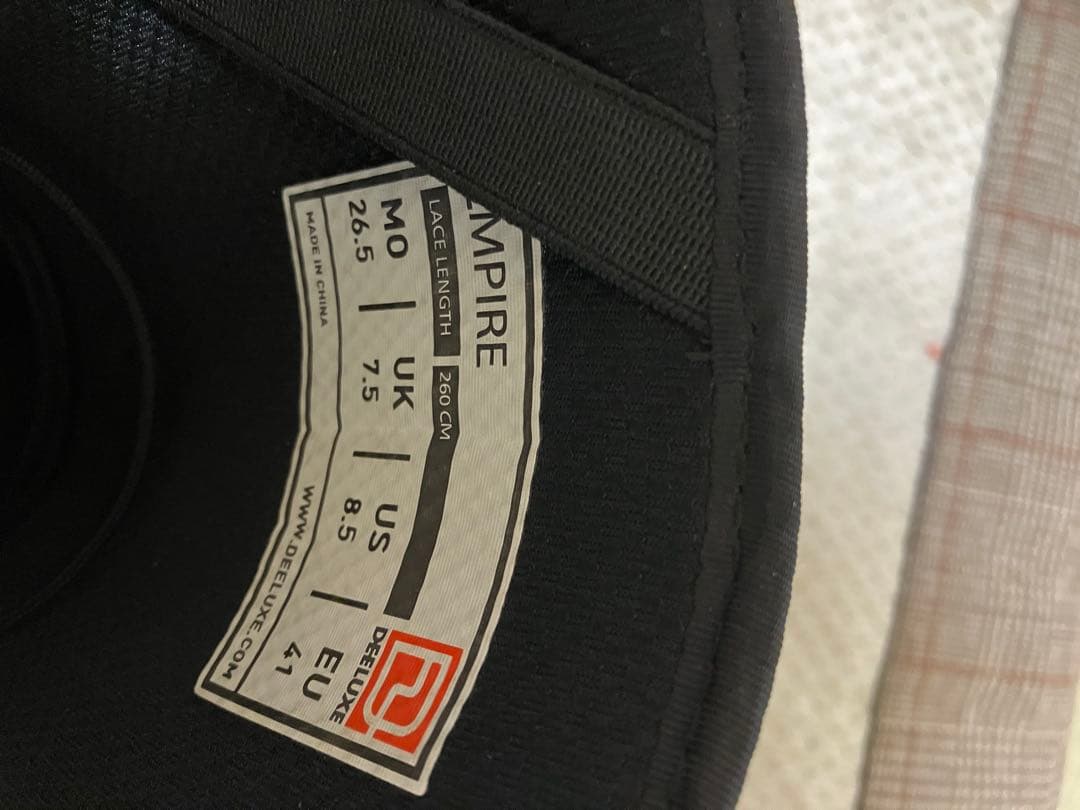 EMPIRE
LACE LENGTH 260 CM
MO | UK | US | EU
26.5 7.5 8.5 41
MADE IN CHINA WWW.DEELUXE.COM
DEELUXE